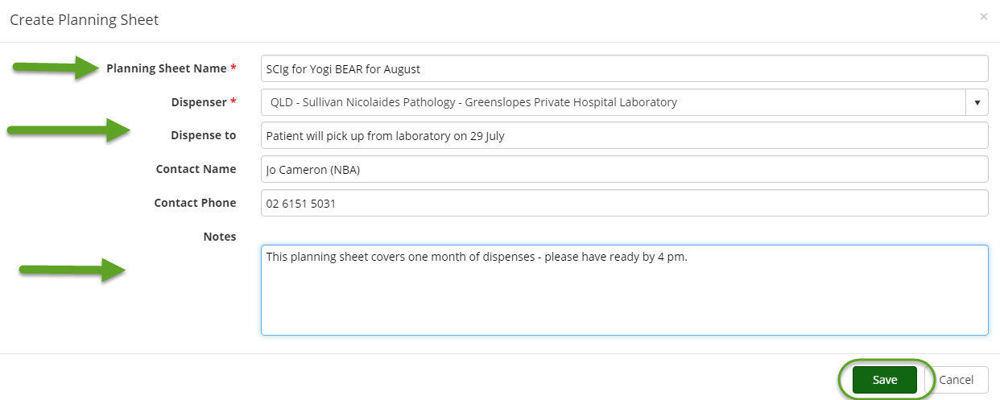 Create Planning Sheet ×
Planning Sheet Name * SCIg for Yogi BEAR for August
Dispenser * QLD - Sullivan Nicolaides Pathology - Greenslopes Private Hospital Laboratory
Dispense to Patient will pick up from laboratory on 29 July
Contact Name Jo Cameron (NBA)
Contact Phone 02 6151 5031
Notes
This planning sheet covers one month of dispenses - please have ready by 4 pm.
Save Cancel